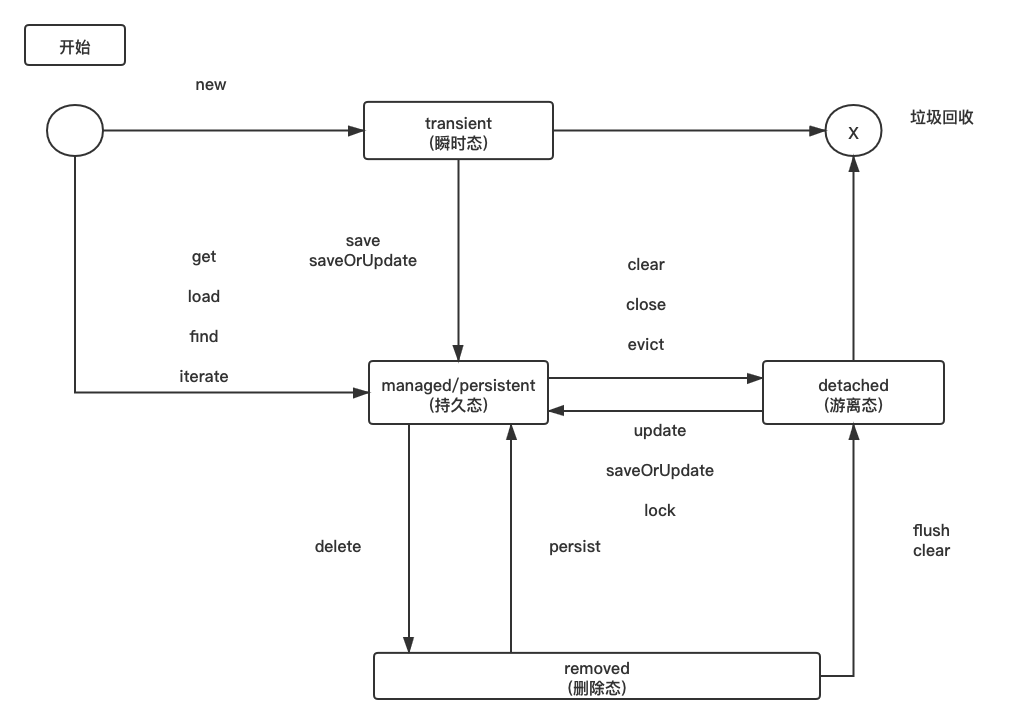 开始
new
transient
(瞬时态)
X
垃圾回收
save
saveOrUpdate
get
load
find
iterate
clear
close
evict
managed/persistent
(持久态)
detached
(游离态)
update
saveOrUpdate
lock
delete
persist
flush
clear
removed
(删除态)